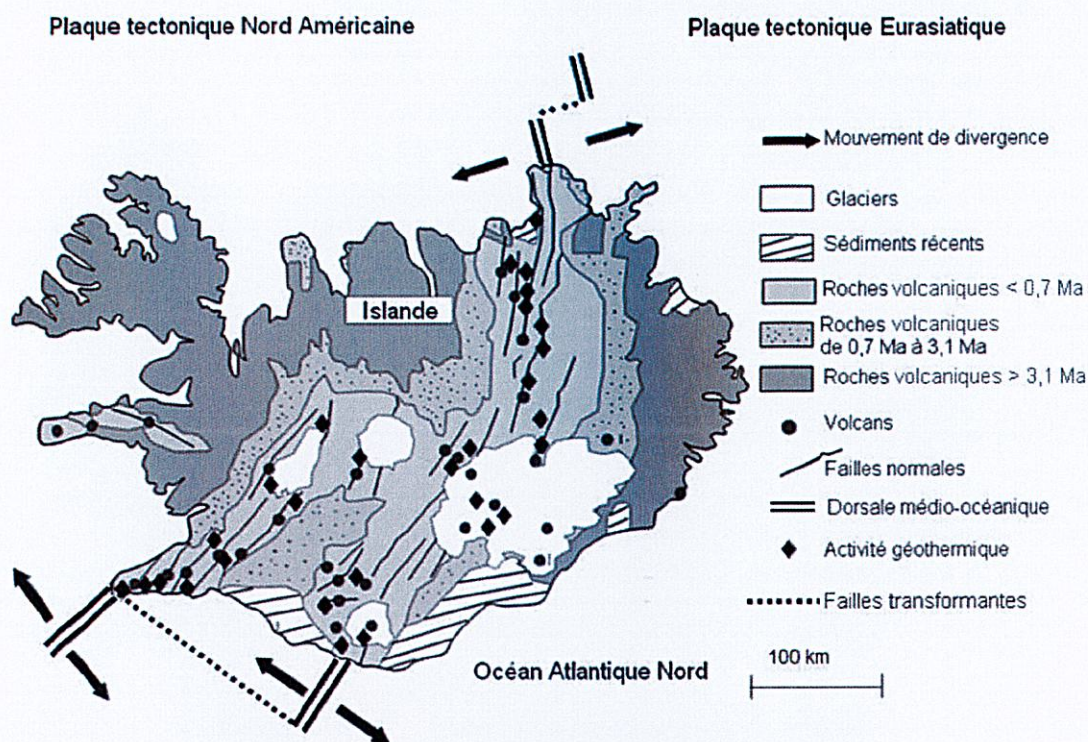 Plaque tectonique Nord Américaine
Plaque tectonique Eurasiatique
Mouvement de divergence
Glaciers
Sédiments récents
Islande
Roches volcaniques < 0,7 Ma
Roches volcaniques
de 0,7 Ma à 3,1 Ma
Roches volcaniques > 3,1 Ma
Volcans
Failles normales
Dorsale médio-océanique
Activité géothermique
Failles transformantes
Océan Atlantique Nord
100 km